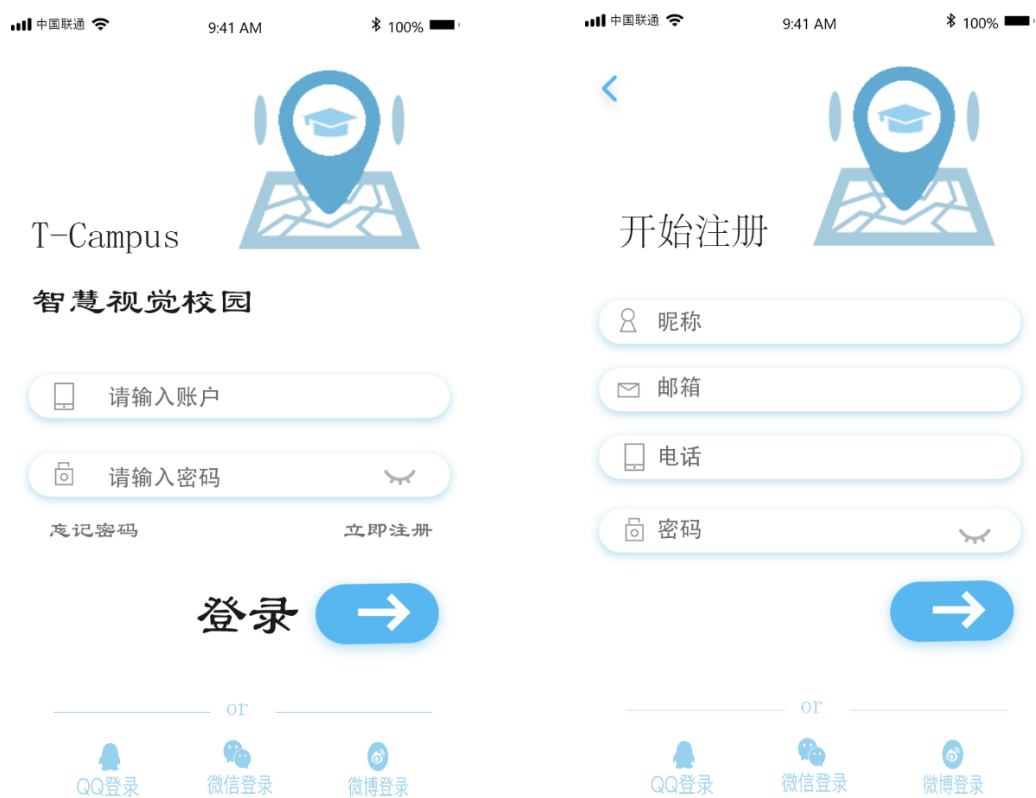 中国联通 9:41 AM 100%
T-Campus
智慧视觉校园
请输入账户
请输入密码
忘记密码 立即注册
登录
or
QQ登录 微信登录 微博登录
中国联通 9:41 AM 100%
开始注册
昵称
邮箱
电话
密码
or
QQ登录 微信登录 微博登录